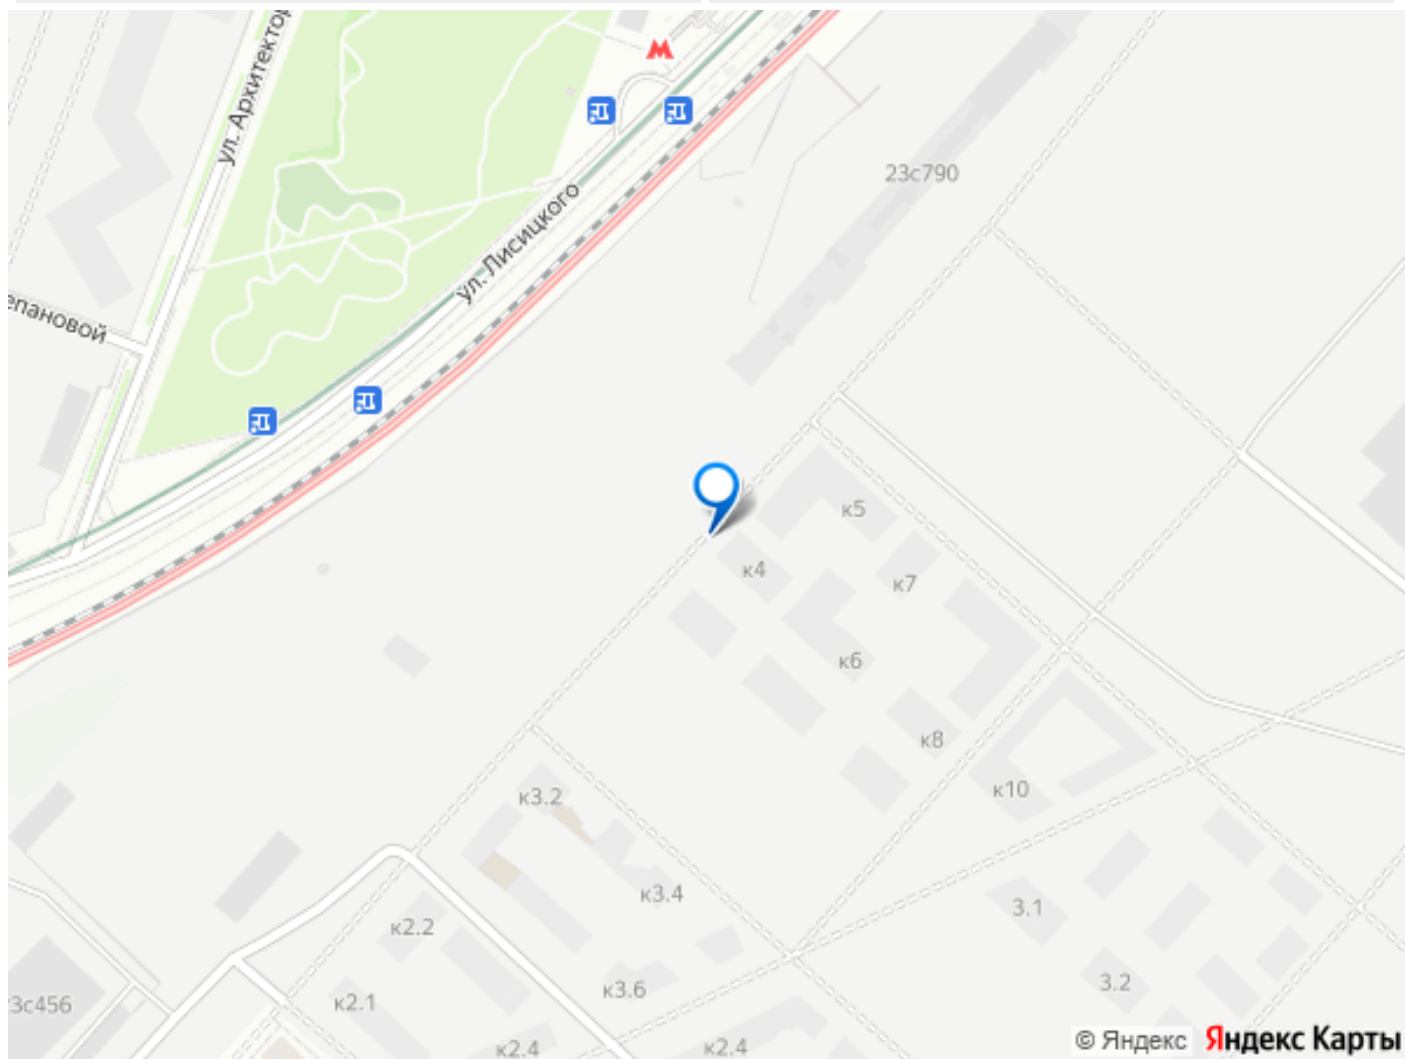 ул. Архитектор
М
ул. Лисицкого
епановой
23с790
к5
к4
к7
к6
к8
к10
к3.2
к3.4
3.1
к2.2
3.2
к3.6
к2.1
3с456
к2.4
к2.4
© Яндекс Яндекс Карты